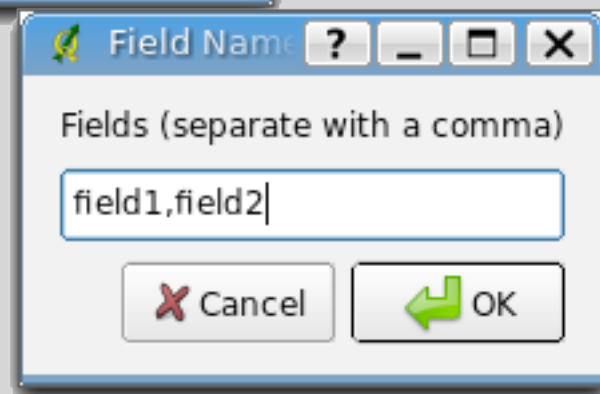 Field Name
?
Fields (separate with a comma)
field1,field2
Cancel
OK